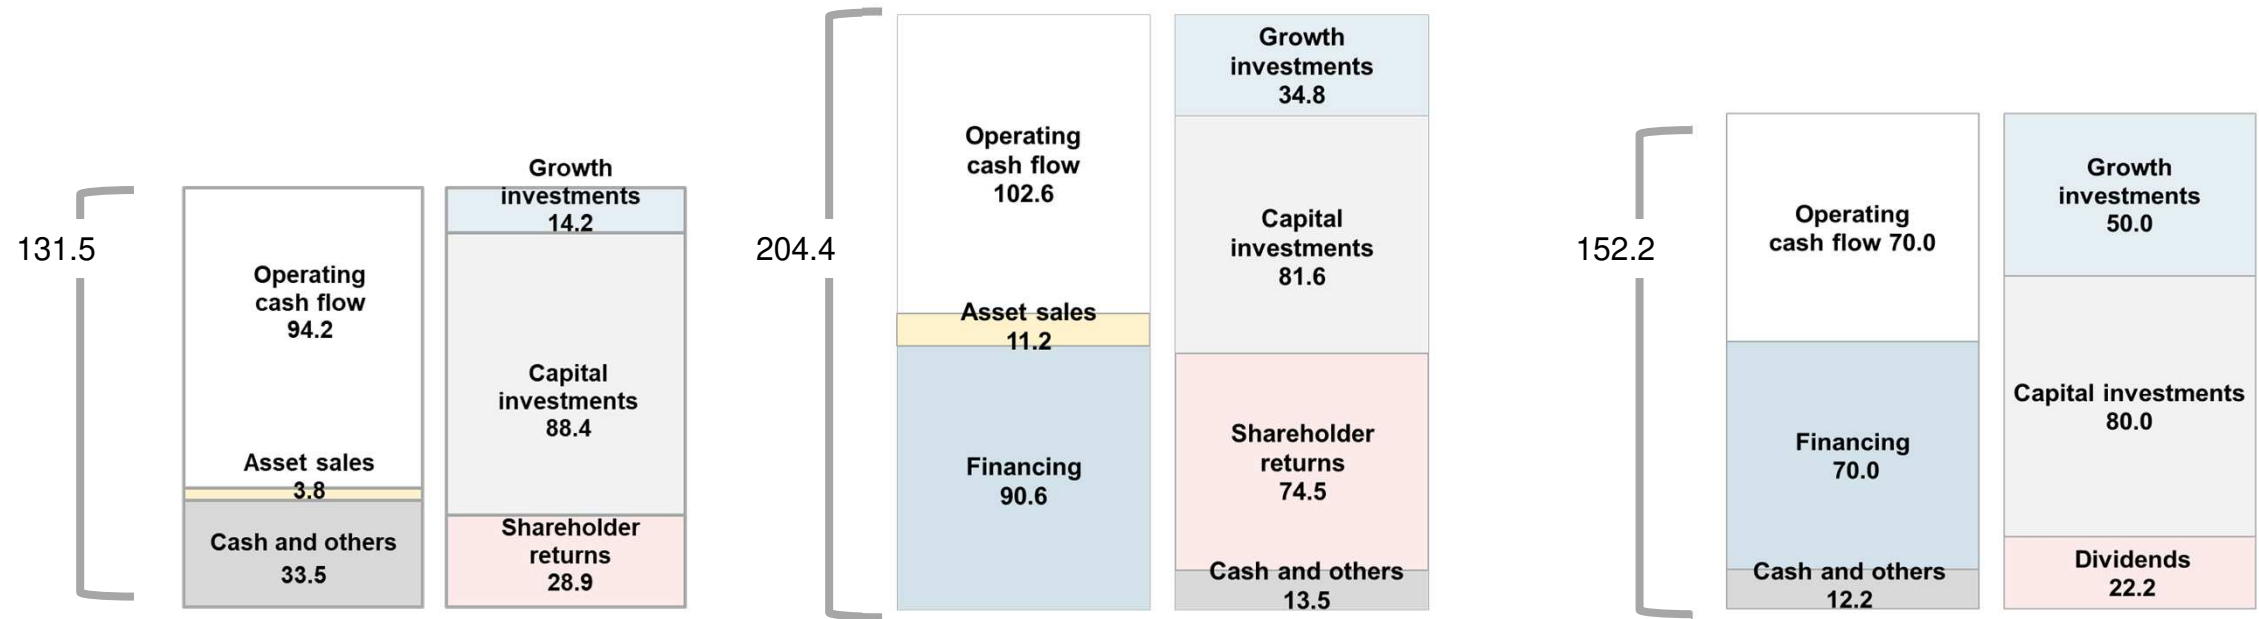 131.5
Operating
cash flow
94.2
Asset sales
3.8
Cash and others
33.5
Growth
investments
14.2
Capital
investments
88.4
Shareholder
returns
28.9
204.4
Operating
cash flow
102.6
Asset sales
11.2
Financing
90.6
Growth
investments
34.8
Capital
investments
81.6
Shareholder
returns
74.5
Cash and others
13.5
152.2
Operating
cash flow 70.0
Financing
70.0
Cash and others
12.2
Growth
investments
50.0
Capital investments
80.0
Dividends
22.2